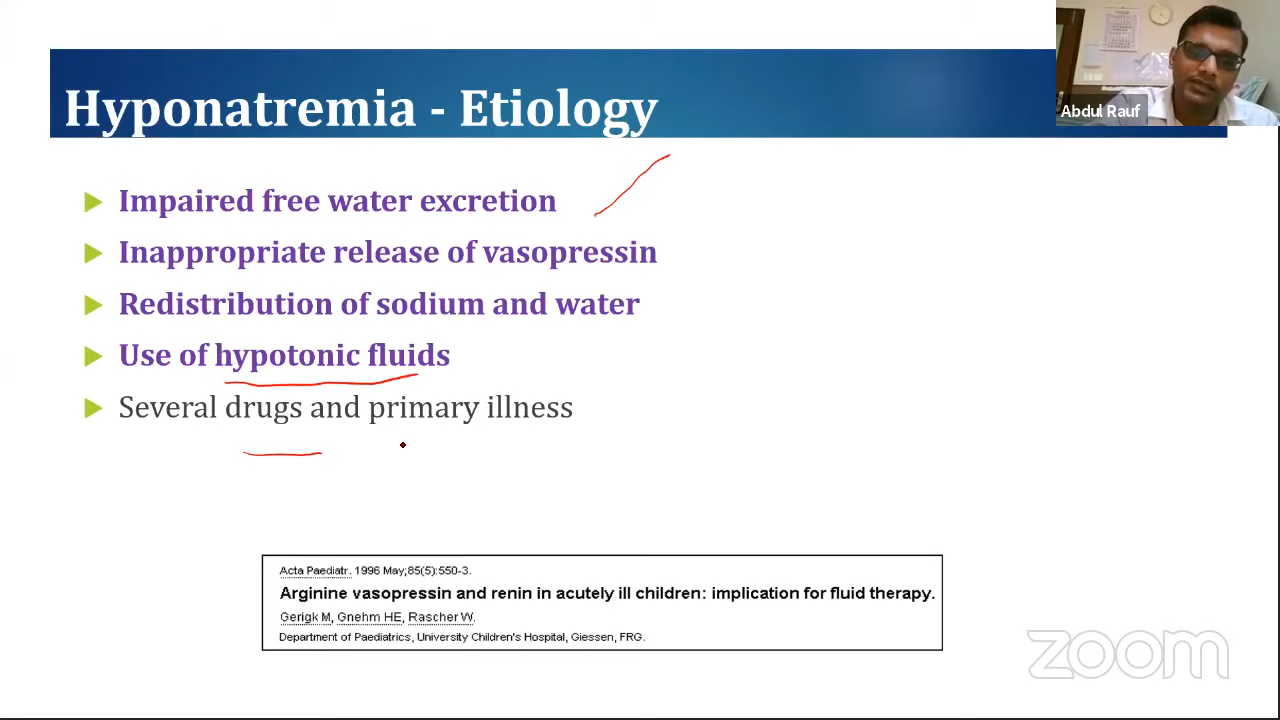 Hyponatremia - Etiology
Abdul Rauf
Impaired free water excretion
Inappropriate release of vasopressin
Redistribution of sodium and water
Use of hypotonic fluids
Several drugs and primary illness
Acta Paediatr. 1996 May;85(5):550-3.
Arginine vasopressin and renin in acutely ill children: implication for fluid therapy.
Gerigk M, Gnehm HE, Rascher W.
Department of Paediatrics, University Children's Hospital, Giessen, FRG.
zoom